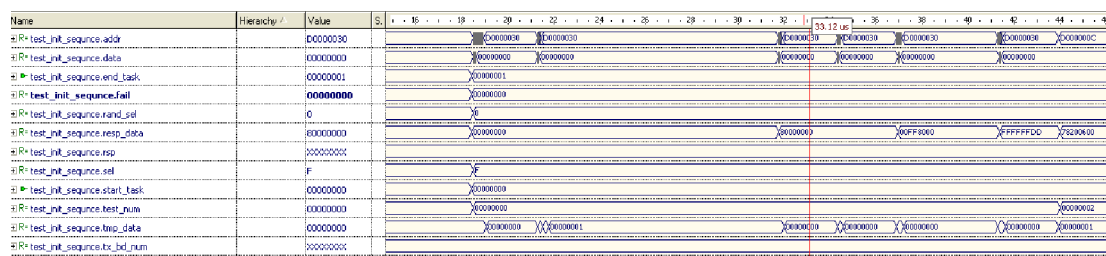 Name Hierarchy Value S. 16 18 20 22 24 26 28 30 32 34 36 38 40 42 44
33.12 us
R= test_init_sequnce.addr D0000030 D0000030 D0000030 D0000030 D0000030 D0000030 D0000030 D000000C
R= test_init_sequnce.data 00000000 00000000 00000000 00000000 00000000 00000000 00000000
test_init_sequnce.end_task 00000001 00000001
R= test_init_sequnce.fail 00000000 00000000
R= test_init_sequnce.rand_sel 0 0
R= test_init_sequnce.resp_data 80000000 00000000 80000000 00FF8000 FFFFFFDD 78200600
R= test_init_sequnce.rsp XXXXXXXX
R= test_init_sequnce.sel F F
test_init_sequnce.start_task 00000000 00000000
R= test_init_sequnce.test_num 00000000 00000000 00000002
R= test_init_sequnce.tmp_data 00000000 00000000 00000001 00000000 00000000 00000000 00000000 00000001
R= test_init_sequnce.tx_bd_num XXXXXXXX